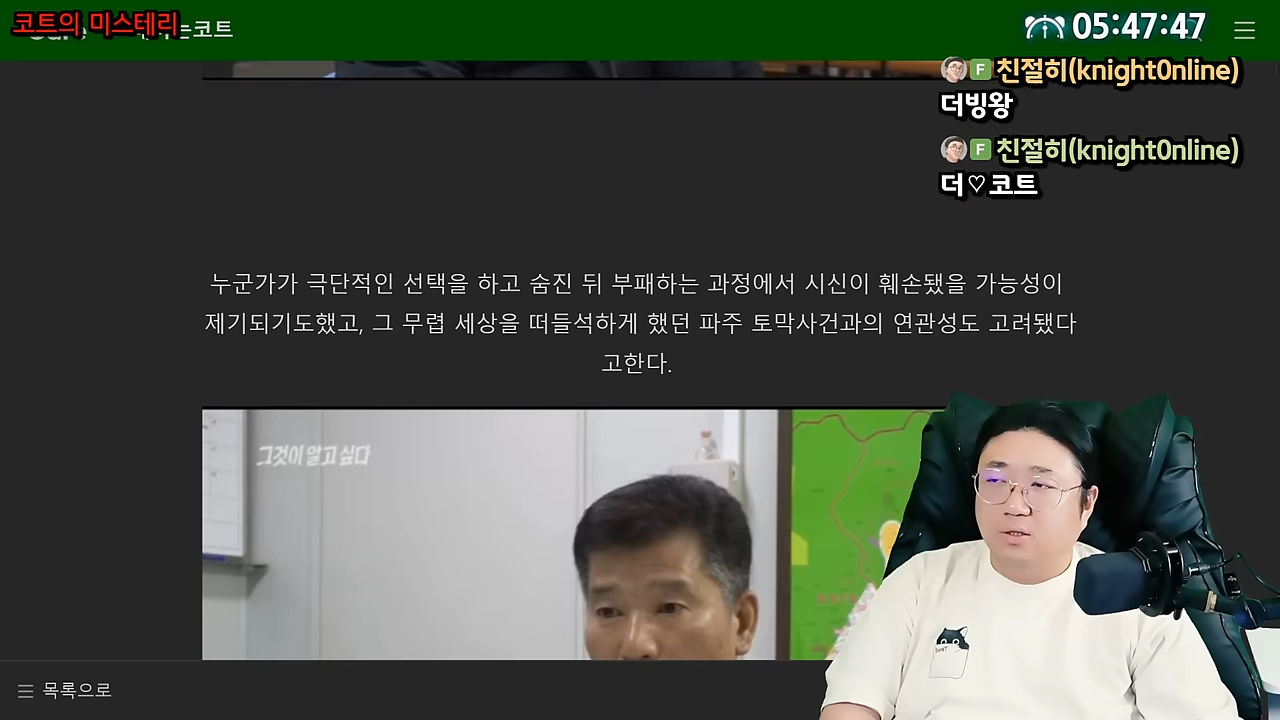 코트의 미스테리
코트
05:47:47
친절히(knight0nline)
더빙왕
친절히(knight0nline)
더♡코트
누군가가 극단적인 선택을 하고 숨진 뒤 부패하는 과정에서 시신이 훼손됐을 가능성이
제기되기도했고, 그 무렵 세상을 떠들석하게 했던 파주 토막사건과의 연관성도 고려됐다
고한다.
그것이 알고싶다
목록으로